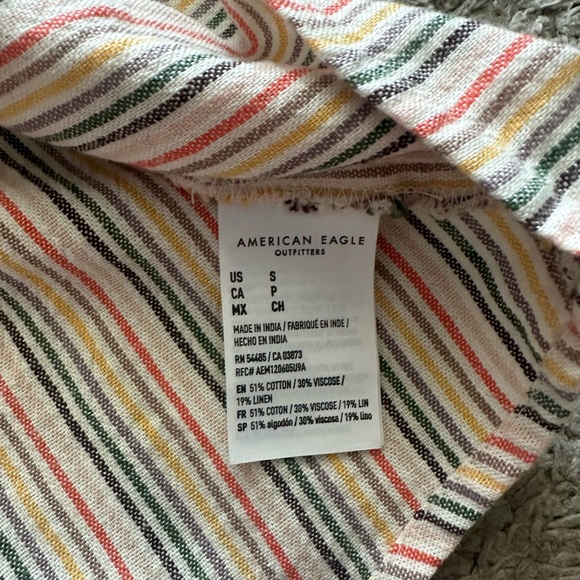 AMERICAN EAGLE
OUTFITTERS
US S
CA P
MX CH
MADE IN INDIA / FABRIQUÉ EN INDE /
HECHO EN INDIA
RN 54485 / CA 03873
RFC# AEM120605U9A
EN 51% COTTON / 30% VISCOSE /
19% LINEN
FR 51% COTON / 30% VISCOSE / 19% LIN
SP 51% algodón / 30% viscosa / 19% lino